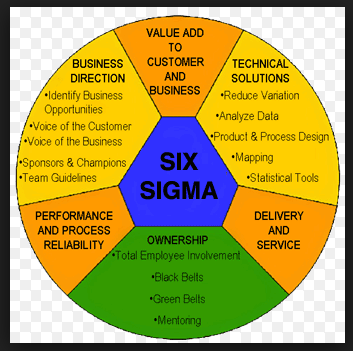 VALUE ADD
TO
CUSTOMER
AND
BUSINESS
BUSINESS
DIRECTION
•Identify Business
Opportunities
•Voice of the Customer
•Voice of the Business
•Sponsors & Champions
•Team Guidelines
TECHNICAL
SOLUTIONS
•Reduce Variation
•Analyze Data
•Product & Process Design
•Mapping
•Statistical Tools
SIX
SIGMA
PERFORMANCE
AND PROCESS
RELIABILITY
DELIVERY
AND
SERVICE
OWNERSHIP
•Total Employee Involvement
•Black Belts
•Green Belts
•Mentoring